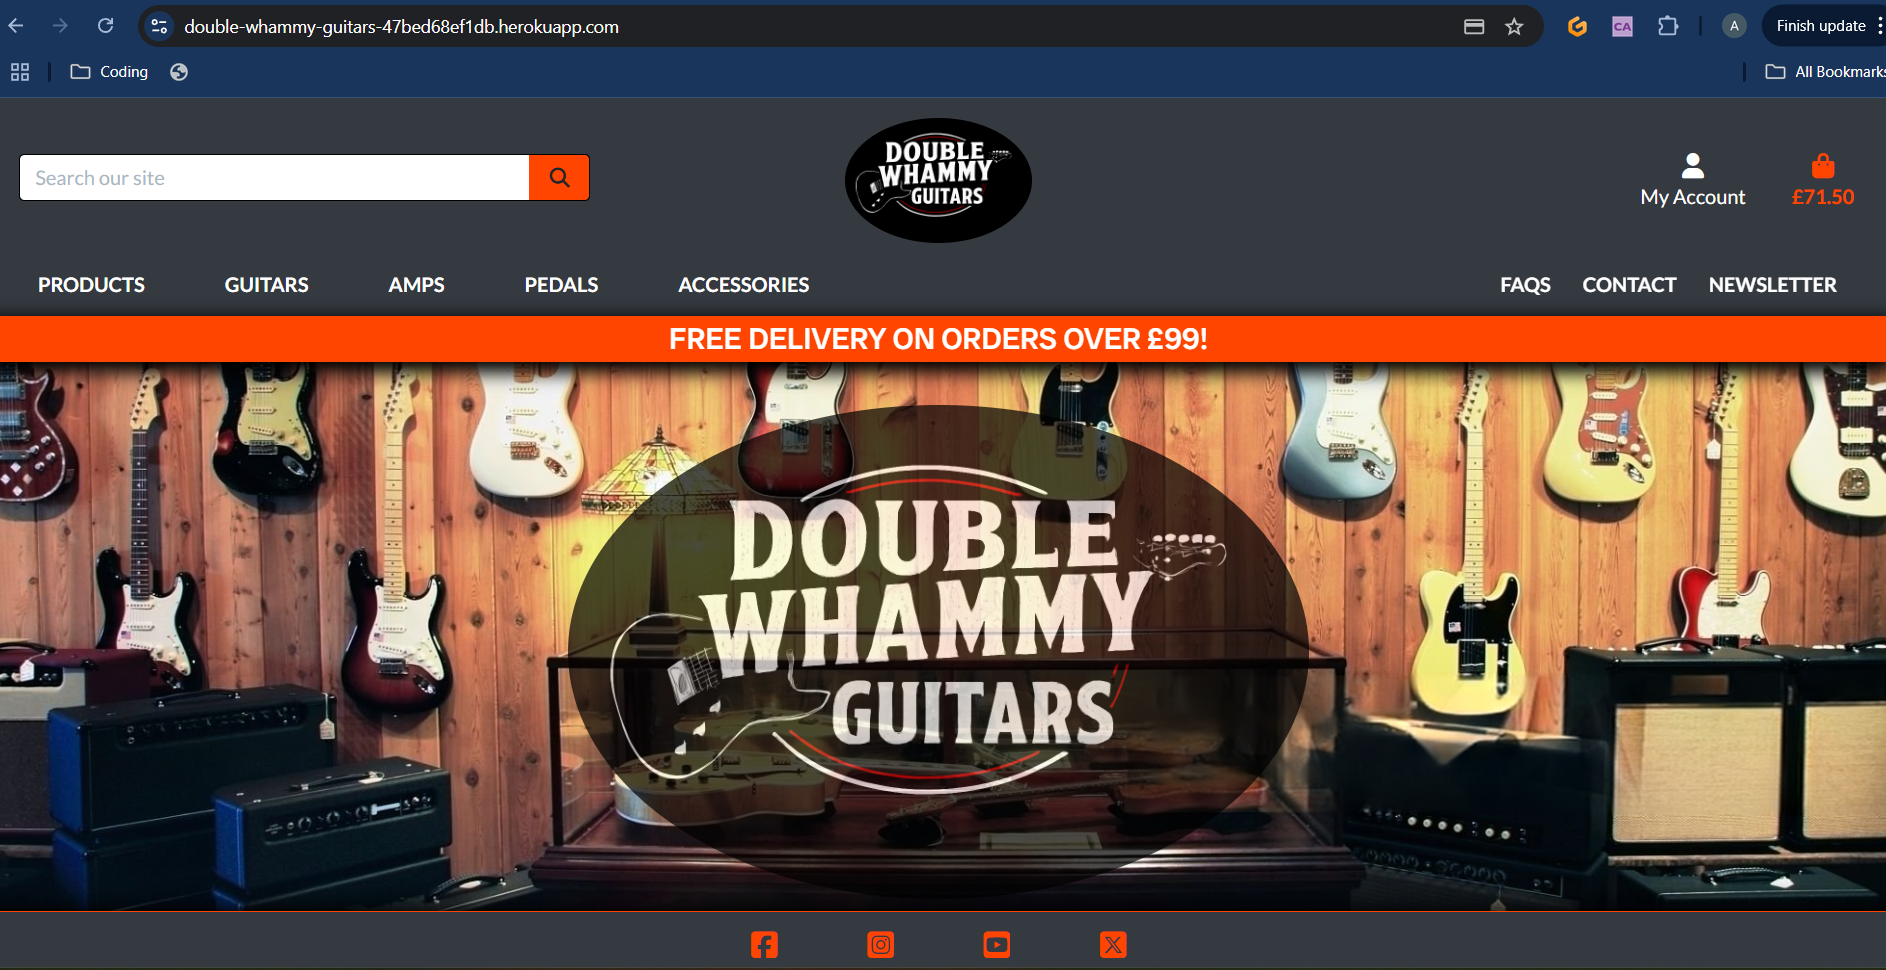 double-whammy-guitars-47bed68ef1db.herokuapp.com
CA
A
Finish update
Coding
All Bookmarks
Search our site
DOUBLE
WHAMMY
GUITARS
My Account
£71.50
PRODUCTS
GUITARS
AMPS
PEDALS
ACCESSORIES
FAQS
CONTACT
NEWSLETTER
FREE DELIVERY ON ORDERS OVER £99!
DOUBLE
WHAMMY
GUITARS